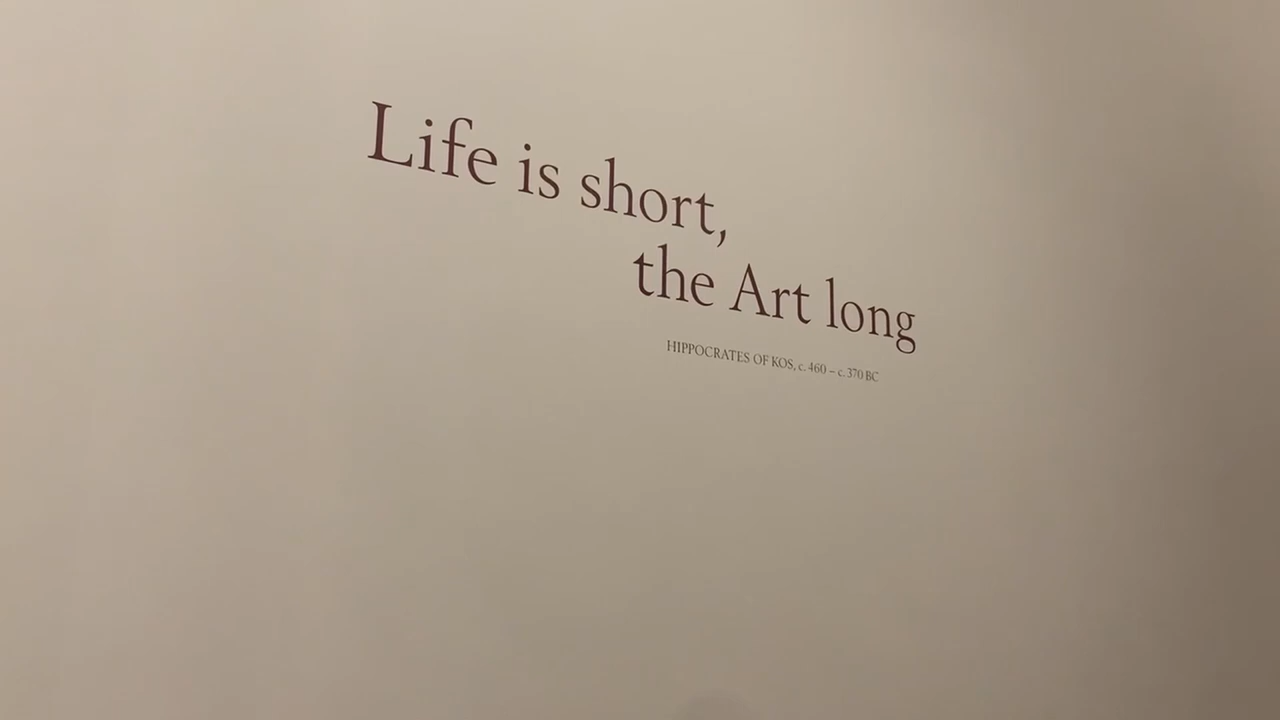 Life is short,
the Art long
HIPPOCRATES OF KOS, c. 460 – c. 370 BC